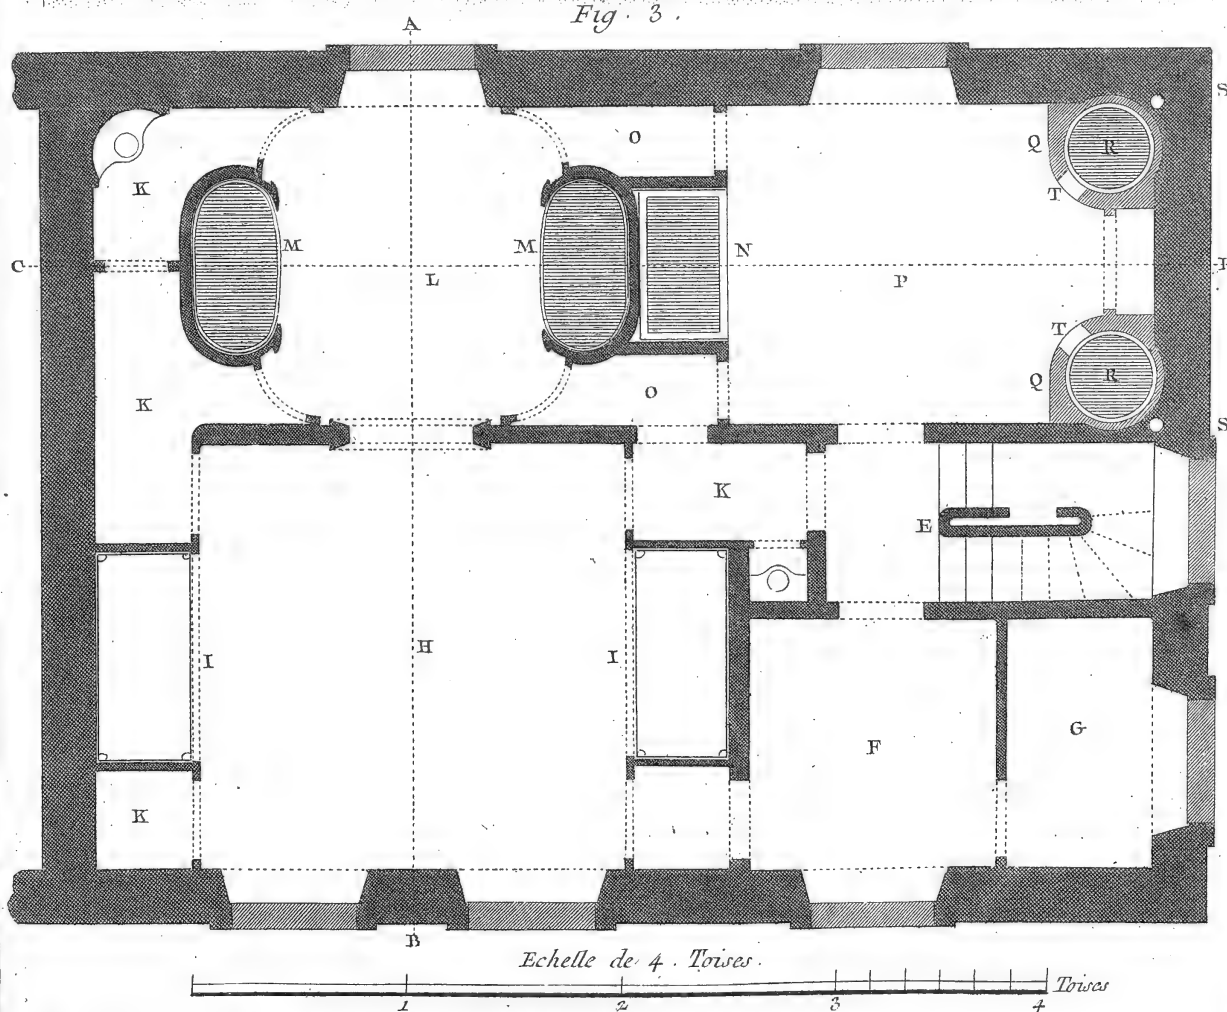 Fig. 3.
A
S
O
Q R
K
T
M M N
C
L P
T
K O Q R
S
K
E
I H I
F G
K
B
Echelle de 4. Toises.
Toises
1 2 3 4